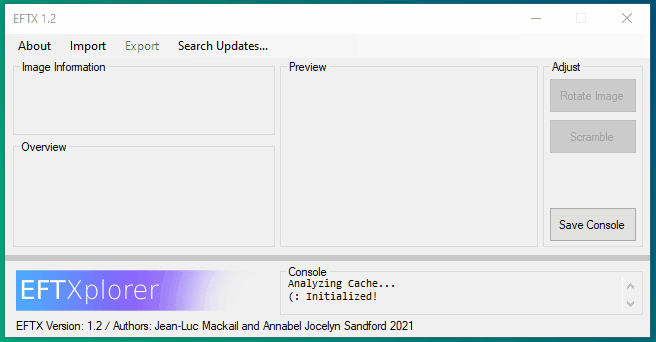 EFTX 1.2
About Import Export Search Updates...
Image Information
Preview
Adjust
Rotate Image
Scramble
Overview
Save Console
EFTXplorer
Console
Analyzing Cache...
(: Initialized!
EFTX Version: 1.2 / Authors: Jean-Luc Mackail and Annabel Jocelyn Sandford 2021